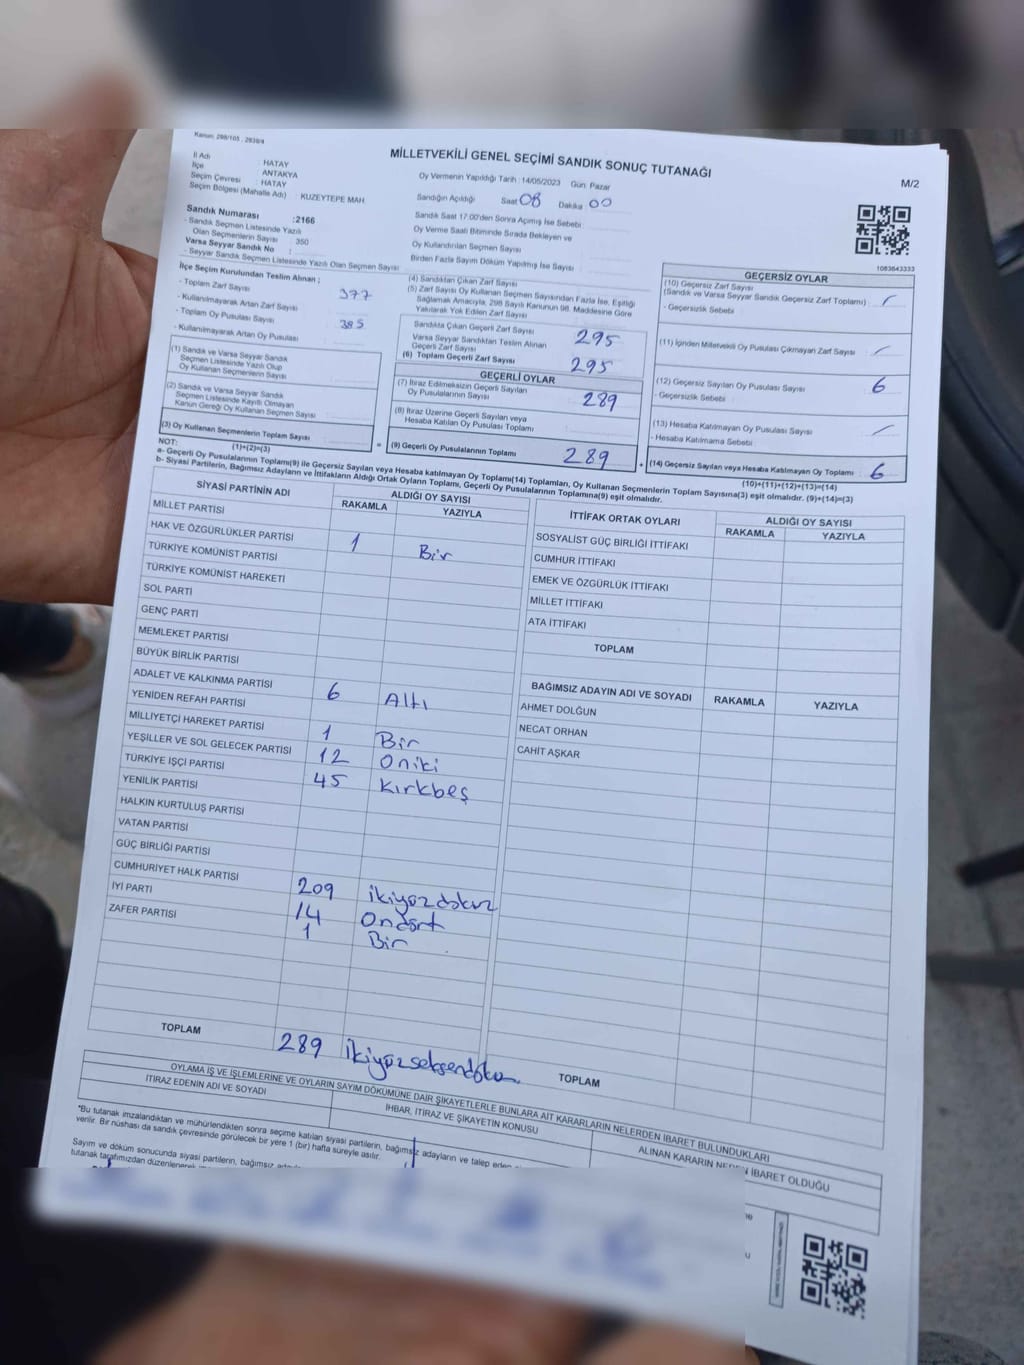 Kanun: 298/105 , 2839/4
MİLLETVEKİLİ GENEL SEÇİMİ SANDIK SONUÇ TUTANAĞI
M/2
İl Adı : HATAY
İlçe : ANTAKYA
Seçim Çevresi : HATAY
Seçim Bölgesi (Mahalle Adı) : KUZEYTEPE MAH
Oy Vermenin Yapıldığı Tarih : 14/05/2023 Gün Pazar
Sandığın Açıldığı Saat 08 Dakika 00
Sandık Saat 17.00'den Sonra Açılmış İse Sebebi
Oy Verme Saati Bitiminde Sırada Bekleyen ve
Oy Kullandırılan Seçmen Sayısı
Birden Fazla Sayım Döküm Yapılmış İse Sayısı
Sandık Numarası :2166
- Sandık Seçmen Listesinde Yazılı
Olan Seçmenlerin Sayısı : 350
Varsa Seyyar Sandık No :
- Seyyar Sandık Seçmen Listesinde Yazılı Olan Seçmen Sayısı
1083643333
İlçe Seçim Kurulundan Teslim Alınan ;
- Toplam Zarf Sayısı 377
- Kullanılmayarak Artan Zarf Sayısı
- Toplam Oy Pusulası Sayısı 385
- Kullanılmayarak Artan Oy Pusulası
(1) Sandık ve Varsa Seyyar Sandık
Seçmen Listesinde Yazılı Olup
Oy Kullanan Seçmenlerin Sayısı
(2) Sandık ve Varsa Seyyar Sandık
Seçmen Listesinde Kayıtlı Olmayan
Kanun Gereği Oy Kullanan Seçmen Sayısı
(3) Oy Kullanan Seçmenlerin Toplam Sayısı
(1)+(2)=(3)
(4) Sandıktan Çıkan Zarf Sayısı
(5) Zarf Sayısı Oy Kullanan Seçmen Sayısından Fazla İse, Eşitliği
Sağlamak Amacıyla, 298 Sayılı Kanunun 98. Maddesine Göre
Yakılarak Yok Edilen Zarf Sayısı
Sandıkta Çıkan Geçerli Zarf Sayısı 295
Varsa Seyyar Sandıktan Teslim Alınan
Geçerli Zarf Sayısı
(6) Toplam Geçerli Zarf Sayısı 295
GEÇERLİ OYLAR
(7) İtiraz Edilmeksizin Geçerli Sayılan
Oy Pusulalarının Sayısı 289
(8) İtiraz Üzerine Geçerli Sayılan veya
Hesaba Katılan Oy Pusulası Toplamı
= (9) Geçerli Oy Pusulalarının Toplamı 289 +
GEÇERSİZ OYLAR
(10) Geçersiz Zarf Sayısı
(Sandık ve Varsa Seyyar Sandık Geçersiz Zarf Toplamı)
- Geçersizlik Sebebi
(11) İçinden Milletvekili Oy Pusulası Çıkmayan Zarf Sayısı
(12) Geçersiz Sayılan Oy Pusulası Sayısı 6
- Geçersizlik Sebebi
(13) Hesaba Katılmayan Oy Pusulası Sayısı
- Hesaba Katılmama Sebebi
(14) Geçersiz Sayılan veya Hesaba Katılmayan Oy Toplamı 6
(10)+(11)+(12)+(13)=(14)
NOT:
a- Geçerli Oy Pusulalarının Toplamı(9) ile Geçersiz Sayılan veya Hesaba katılmayan Oy Toplamı(14) Toplamları, Oy Kullanan Seçmenlerin Toplam Sayısına(3) eşit olmalıdır. (9)+(14)=(3)
b- Siyasi Partilerin, Bağımsız Adayların ve İttifakların Aldığı Ortak Oyların Toplamı, Geçerli Oy Pusulalarının Toplamına(9) eşit olmalıdır.
SİYASİ PARTİNİN ADI ALDIĞI OY SAYISI
RAKAMLA YAZIYLA
MİLLET PARTİSİ
HAK VE ÖZGÜRLÜKLER PARTİSİ
TÜRKİYE KOMÜNİST PARTİSİ 1 Bir
TÜRKİYE KOMÜNİST HAREKETİ
SOL PARTİ
GENÇ PARTİ
MEMLEKET PARTİSİ
BÜYÜK BİRLİK PARTİSİ
ADALET VE KALKINMA PARTİSİ 6 Altı
YENİDEN REFAH PARTİSİ
MİLLİYETÇİ HAREKET PARTİSİ 1 Bir
YEŞİLLER VE SOL GELECEK PARTİSİ 12 Oniki
TÜRKİYE İŞÇİ PARTİSİ 45 Kırkbeş
YENİLİK PARTİSİ
HALKIN KURTULUŞ PARTİSİ
VATAN PARTİSİ
GÜÇ BİRLİĞİ PARTİSİ
CUMHURİYET HALK PARTİSİ 209 ikiyüzdokuz
İYİ PARTİ 14 Ondört
ZAFER PARTİSİ 1 Bir
TOPLAM 289 ikiyüzseksendoku
İTTİFAK ORTAK OYLARI ALDIĞI OY SAYISI
RAKAMLA YAZIYLA
SOSYALİST GÜÇ BİRLİĞİ İTTİFAKI
CUMHUR İTTİFAKI
EMEK VE ÖZGÜRLÜK İTTİFAKI
MİLLET İTTİFAKI
ATA İTTİFAKI
TOPLAM
BAĞIMSIZ ADAYIN ADI VE SOYADI RAKAMLA YAZIYLA
AHMET DOLĞUN
NECAT ORHAN
CAHİT AŞKAR
TOPLAM
OYLAMA İŞ VE İŞLEMLERİNE VE OYLARIN SAYIM DÖKÜMÜNE DAİR ŞİKAYETLERLE BUNLARA AİT KARARLARIN NELERDEN İBARET BULUNDUKLARI
İTİRAZ EDENİN ADI VE SOYADI
İHBAR, İTİRAZ VE ŞİKAYETİN KONUSU
ALINAN KARARIN NEDEN İBARET OLDUĞU
*Bu tutanak imzalandıktan ve mühürlendikten sonra seçime katılan siyasi partilerin, bağımsız adayların ve talep eden
verilir. Bir nüshası da sandık çevresinde görülecek bir yere 1 (bir) hafta süreyle asılır.
Sayım ve döküm sonucunda siyasi partilerin, bağımsız
tutanak tarafımızdan düzenlenerek